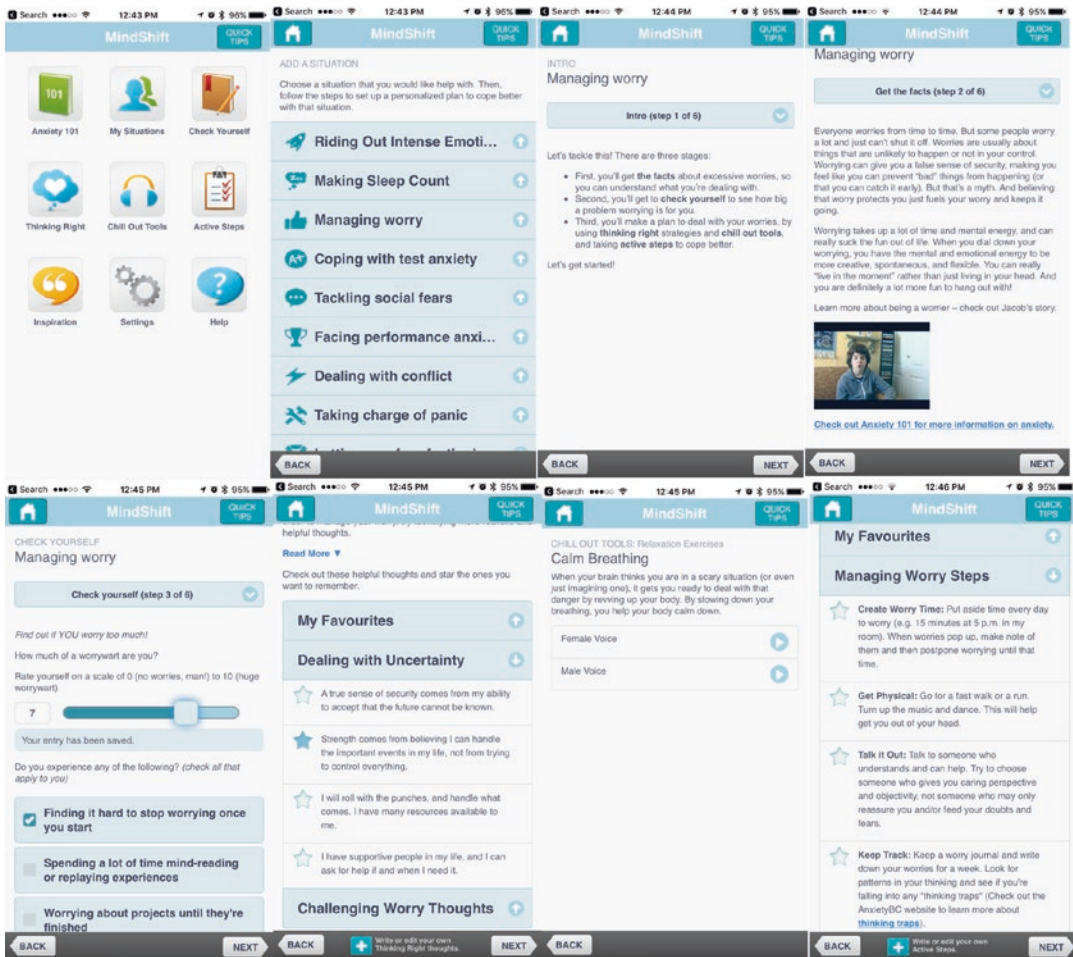 Search 12:43 PM 96%
MindShift
QUICK TIPS
101
Anxiety 101
My Situations
Check Yourself
Thinking Right
Chill Out Tools
Active Steps
Inspiration
Settings
Help
Search 12:43 PM 96%
MindShift
QUICK TIPS
ADD A SITUATION
Choose a situation that you would like help with. Then,
follow the steps to set up a personalized plan to cope better
with that situation.
Riding Out Intense Emoti...
Making Sleep Count
Managing worry
Coping with test anxiety
Tackling social fears
Facing performance anxi...
Dealing with conflict
Taking charge of panic
BACK
Search 12:44 PM 95%
MindShift
QUICK TIPS
INTRO
Managing worry
Intro (step 1 of 6)
Let's tackle this! There are three stages:
• First, you'll get the facts about excessive worries, so
you can understand what you're dealing with.
• Second, you'll get to check yourself to see how big
a problem worrying is for you.
• Third, you'll make a plan to deal with your worries, by
using thinking right strategies and chill out tools,
and taking active steps to cope better.
Let's get started!
BACK
NEXT
Search 12:44 PM 95%
MindShift
QUICK TIPS
Managing worry
Get the facts (step 2 of 6)
Everyone worries from time to time. But some people worry
a lot and just can't shut it off. Worries are usually about
things that are unlikely to happen or not in your control.
Worrying can give you a false sense of security, making you
feel like you can prevent "bad" things from happening (or
that you can catch it early). But that's a myth. And believing
that worry protects you just fuels your worry and keeps it
going.
Worrying takes up a lot of time and mental energy, and can
really suck the fun out of life. When you dial down your
worrying, you have the mental and emotional energy to be
more creative, spontaneous, and flexible. You can really
"live in the moment" rather than just living in your head. And
you are definitely a lot more fun to hang out with!
Learn more about being a worrier – check out Jacob's story.
Check out Anxiety 101 for more information on anxiety.
BACK
NEXT
Search 12:45 PM 95%
MindShift
QUICK TIPS
CHECK YOURSELF
Managing worry
Check yourself (step 3 of 6)
Find out if YOU worry too much!
How much of a worrywart are you?
Rate yourself on a scale of 0 (no worries, man!) to 10 (huge
worrywart)
7
Your entry has been saved.
Do you experience any of the following? (check all that
apply to you)
Finding it hard to stop worrying once
you start
Spending a lot of time mind-reading
or replaying experiences
Worrying about projects until they're
finished
BACK
NEXT
Search 12:45 PM 95%
MindShift
QUICK TIPS
helpful thoughts.
Read More ▼
Check out these helpful thoughts and star the ones you
want to remember.
My Favourites
Dealing with Uncertainty
A true sense of security comes from my ability
to accept that the future cannot be known.
Strength comes from believing I can handle
the important events in my life, not from trying
to control everything.
I will roll with the punches, and handle what
comes. I have many resources available to
me.
I have supportive people in my life, and I can
ask for help if and when I need it.
Challenging Worry Thoughts
BACK
Write or edit your own
Thinking Right thoughts.
NEXT
Search 12:45 PM 95%
MindShift
QUICK TIPS
CHILL OUT TOOLS: Relaxation Exercises
Calm Breathing
When your brain thinks you are in a scary situation (or even
just imagining one), it gets you ready to deal with that
danger by revving up your body. By slowing down your
breathing, you help your body calm down.
Female Voice
Male Voice
BACK
Search 12:46 PM 95%
MindShift
QUICK TIPS
My Favourites
Managing Worry Steps
Create Worry Time: Put aside time every day
to worry (e.g. 15 minutes at 5 p.m. in my
room). When worries pop up, make note of
them and then postpone worrying until that
time.
Get Physical: Go for a fast walk or a run.
Turn up the music and dance. This will help
get you out of your head.
Talk it Out: Talk to someone who
understands and can help. Try to choose
someone who gives you caring perspective
and objectivity, not someone who may only
reassure you and/or feed your doubts and
fears.
Keep Track: Keep a worry journal and write
down your worries for a week. Look for
patterns in your thinking and see if you're
falling into any "thinking traps" (Check out the
AnxietyBC website to learn more about
thinking traps).
BACK
Write or edit your own
Active Steps.
NEXT